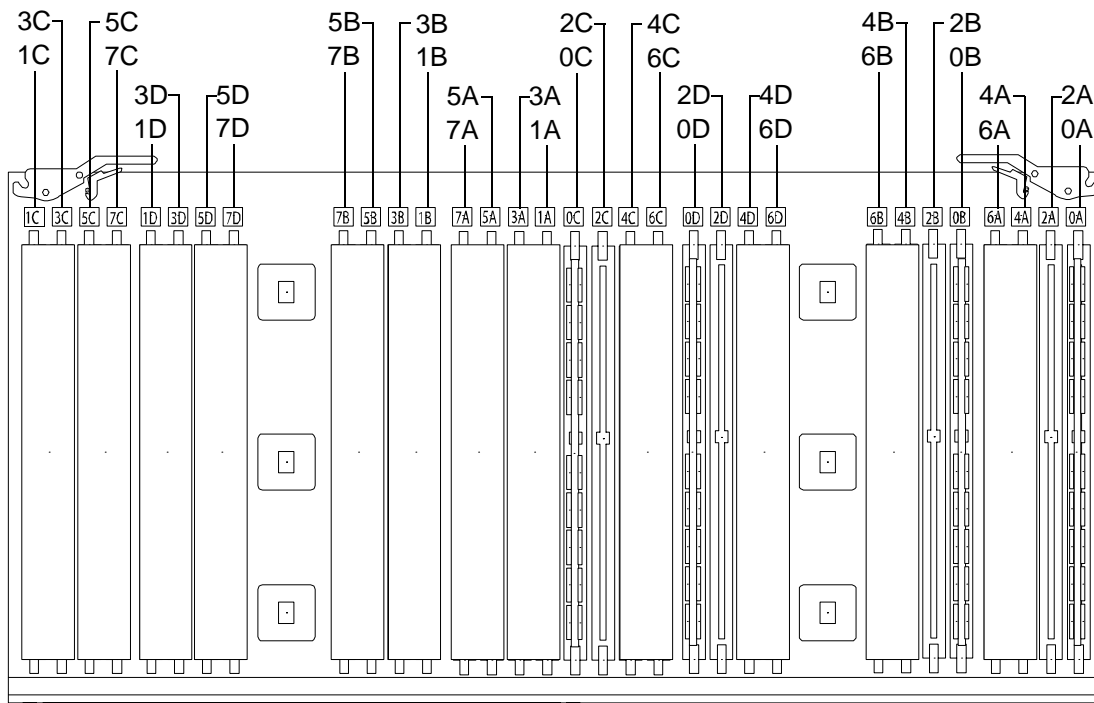 3C 5C 5B 3B 2C 4C 4B 2B
1C 7C 7B 1B 0C 6C 6B 0B
3D 5D 5A 3A 2D 4D 4A 2A
1D 7D 7A 1A 0D 6D 6A 0A
1C 3C 5C 7C 1D 3D 5D 7D 7B 5B 3B 1B 7A 5A 3A 1A 0C 2C 4C 6C 0D 2D 4D 6D 6B 4B 2B 0B 6A 4A 2A 0A